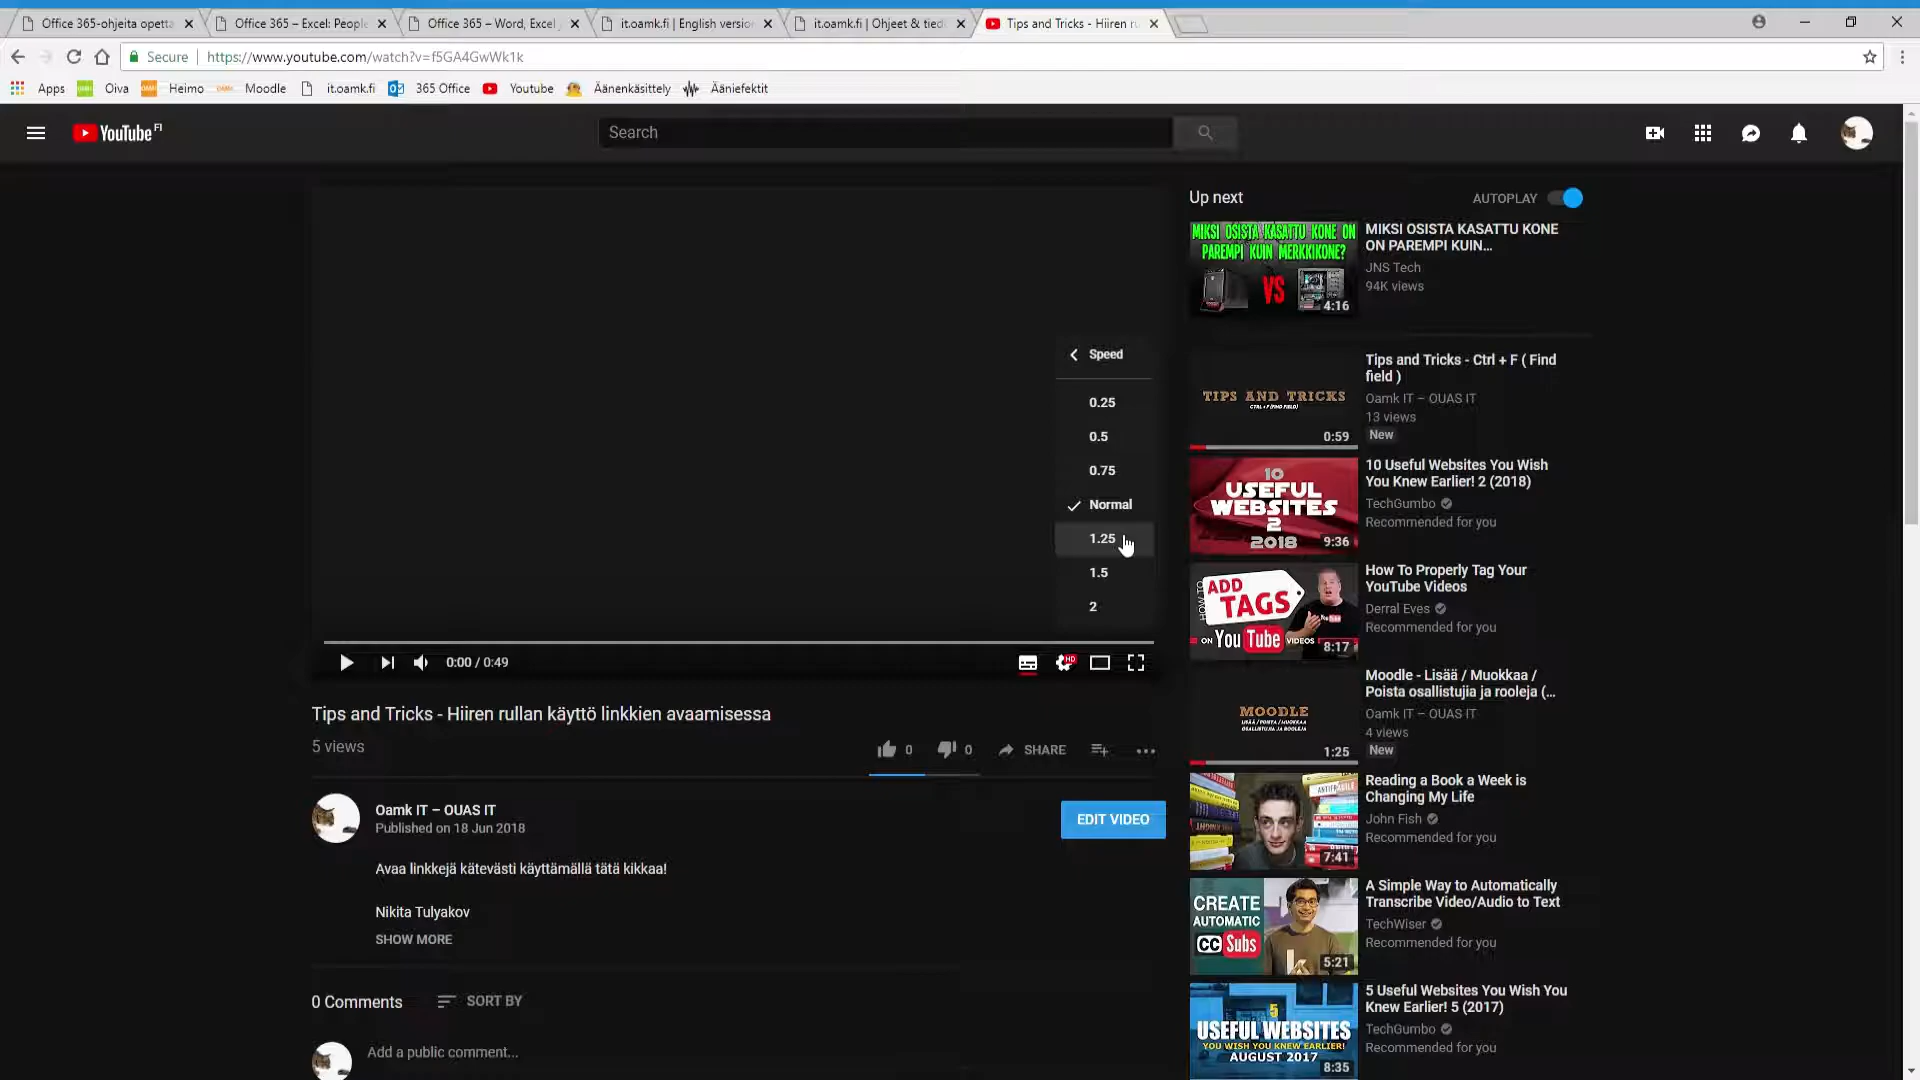 Office 365-ohjeita opetta
Office 365 – Excel: People
Office 365 – Word, Excel
it.oamk.fi | English versio
it.oamk.fi | Ohjeet & tied
Tips and Tricks - Hiiren ru
Secure
https://www.youtube.com/watch?v=f5GA4GwWk1k
Apps
Oiva
Heimo
Moodle
it.oamk.fi
365 Office
Youtube
Äänenkäsittely
Ääniefektit
YouTube FI
Search
Speed
0.25
0.5
0.75
Normal
1.25
1.5
2
0:00 / 0:49
HD
Tips and Tricks - Hiiren rullan käyttö linkkien avaamisessa
5 views
0
0
SHARE
Oamk IT – OUAS IT
Published on 18 Jun 2018
EDIT VIDEO
Avaa linkkejä kätevästi käyttämällä tätä kikkaa!
Nikita Tulyakov
SHOW MORE
0 Comments
SORT BY
Add a public comment...
Up next
AUTOPLAY
MIKSI OSISTA KASATTU KONE ON
PAREMPI KUIN MERKKIKONE?
VS
4:16
MIKSI OSISTA KASATTU KONE
ON PAREMPI KUIN...
JNS Tech
94K views
TIPS AND TRICKS
CTRL + F (FIND FIELD)
0:59
Tips and Tricks - Ctrl + F ( Find
field )
Oamk IT – OUAS IT
13 views
New
10
USEFUL
WEBSITES
2
2018
9:36
10 Useful Websites You Wish
You Knew Earlier! 2 (2018)
TechGumbo
Recommended for you
HOW TO
ADD
TAGS
ON YouTube VIDEOS
8:17
How To Properly Tag Your
YouTube Videos
Derral Eves
Recommended for you
MOODLE
LISÄÄ / POISTA / MUOKKAA
OSALLISTUJIA JA ROOLEJA
1:25
Moodle - Lisää / Muokkaa /
Poista osallistujia ja rooleja (...
Oamk IT – OUAS IT
4 views
New
ANTIFRAGILE
7:41
Reading a Book a Week is
Changing My Life
John Fish
Recommended for you
CREATE
AUTOMATIC
CC Subs
5:21
A Simple Way to Automatically
Transcribe Video/Audio to Text
TechWiser
Recommended for you
5
USEFUL WEBSITES
YOU WISH YOU KNEW EARLIER!
AUGUST 2017
8:35
5 Useful Websites You Wish You
Knew Earlier! 5 (2017)
TechGumbo
Recommended for you